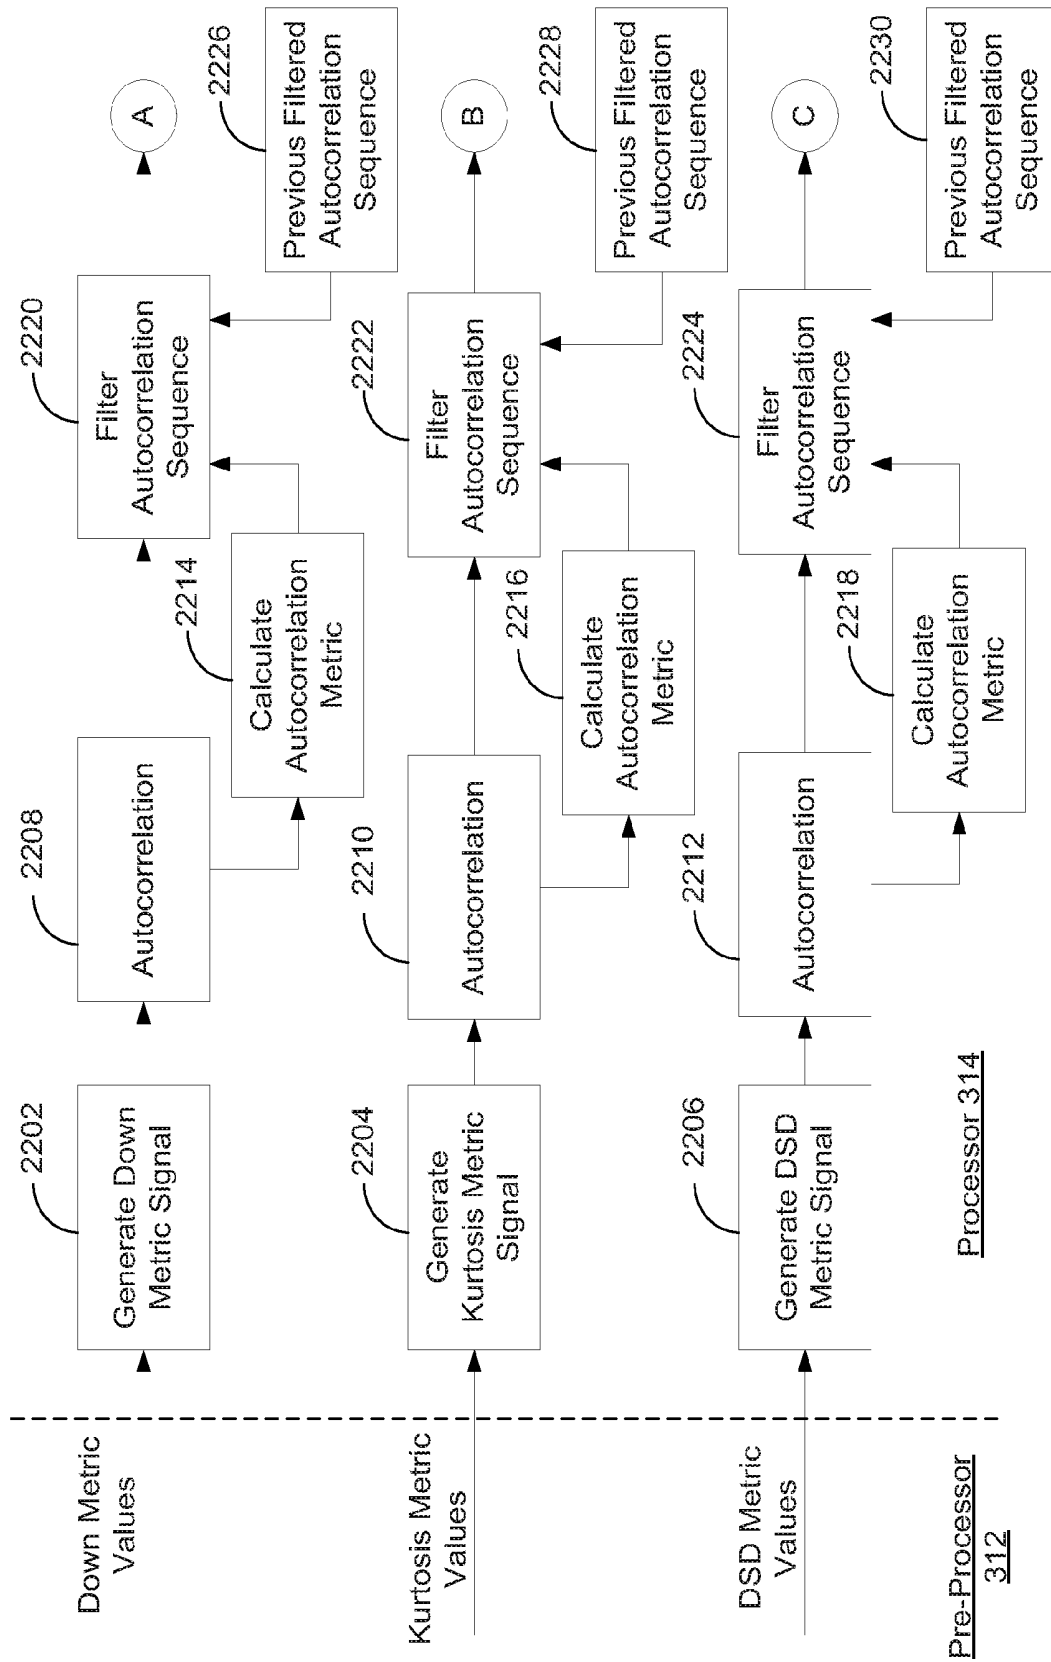 Down Metric
Values
2202
Generate Down
Metric Signal
2208
Autocorrelation
2214
Calculate
Autocorrelation
Metric
2220
Filter
Autocorrelation
Sequence
2226
Previous Filtered
Autocorrelation
Sequence
A
Kurtosis Metric
Values
2204
Generate
Kurtosis Metric
Signal
2210
Autocorrelation
2216
Calculate
Autocorrelation
Metric
2222
Filter
Autocorrelation
Sequence
2228
Previous Filtered
Autocorrelation
Sequence
B
DSD Metric
Values
2206
Generate DSD
Metric Signal
2212
Autocorrelation
2218
Calculate
Autocorrelation
Metric
2224
Filter
Autocorrelation
Sequence
2230
Previous Filtered
Autocorrelation
Sequence
C
Pre-Processor
312
Processor 314